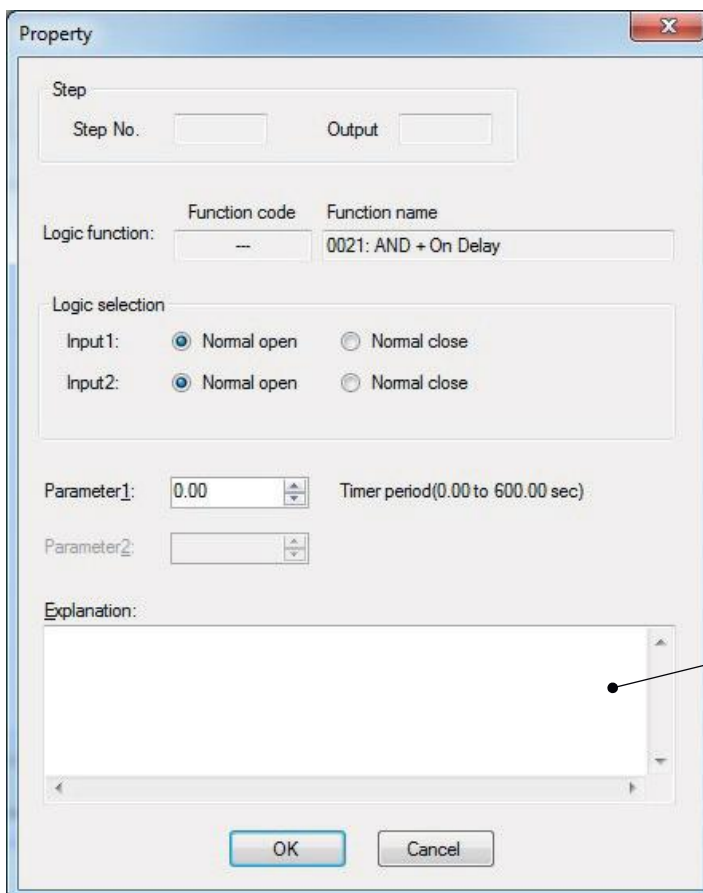 Property
Step
Step No.
Output
Function code
Function name
Logic function:
---
0021: AND + On Delay
Logic selection
Input1:
Normal open
Normal close
Input2:
Normal open
Normal close
Parameter1:
0.00
Timer period(0.00 to 600.00 sec)
Parameter2:
Explanation:
OK
Cancel